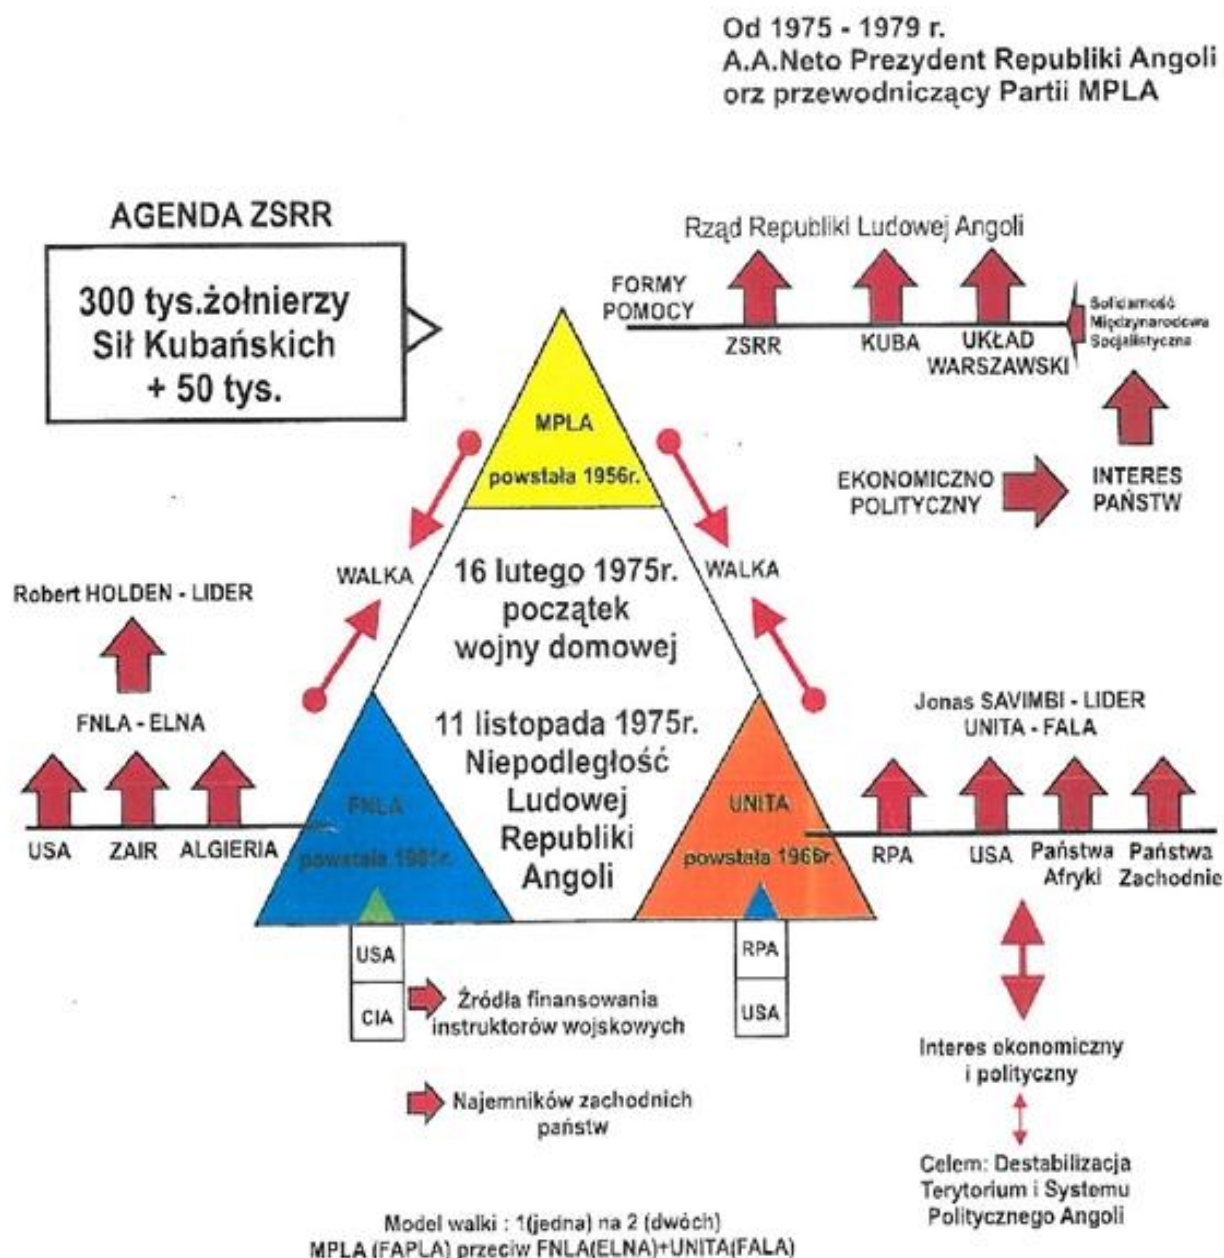 Od 1975 - 1979 r.
A.A.Neto Prezydent Republiki Angoli
orz przewodniczący Partii MPLA
AGENDA ZSRR
300 tys.żołnierzy
Sił Kubańskich
+ 50 tys.
Rząd Republiki Ludowej Angoli
FORMY
POMOCY
ZSRR
KUBA
UKŁAD
WARSZAWSKI
Solidarność
Międzynarodowa
Socjalistyczna
EKONOMICZNO
POLITYCZNY
INTERES
PAŃSTW
MPLA
powstała 1956r.
WALKA
WALKA
16 lutego 1975r.
początek
wojny domowej
11 listopada 1975r.
Niepodległość
Ludowej
Republiki
Angoli
Robert HOLDEN - LIDER
FNLA - ELNA
USA
ZAIR
ALGIERIA
FNLA
powstała
Jonas SAVIMBI - LIDER
UNITA - FALA
UNITA
powstała 1966r.
RPA
USA
Państwa
Afryki
Państwa
Zachodnie
USA
CIA
RPA
USA
Źródła finansowania
instruktorów wojskowych
Najemników zachodnich
państw
Interes ekonomiczny
i polityczny
Celem: Destabilizacja
Terytorium i Systemu
Politycznego Angoli
Model walki : 1(jedna) na 2 (dwóch)
MPLA (FAPLA) przeciw FNLA(ELNA)+UNITA(FALA)